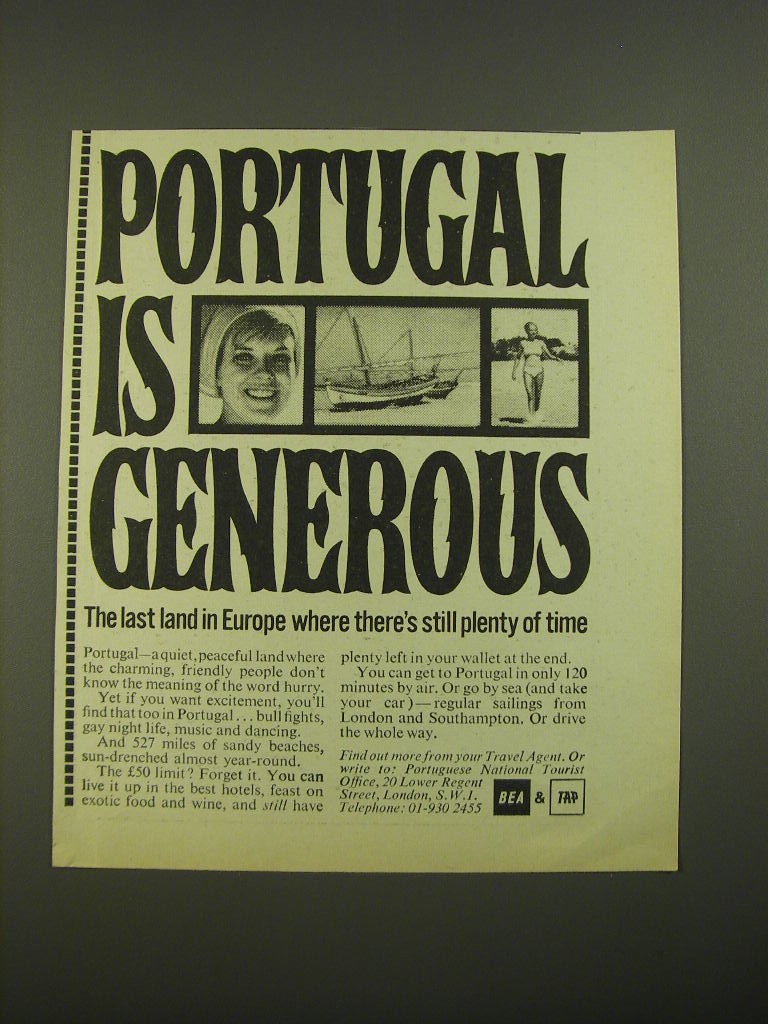 PORTUGAL
IS
GENEROUS
The last land in Europe where there's still plenty of time
Portugal—a quiet, peaceful land where
the charming, friendly people don't
know the meaning of the word hurry.
Yet if you want excitement, you'll
find that too in Portugal... bull fights,
gay night life, music and dancing.
And 527 miles of sandy beaches,
sun-drenched almost year-round.
The £50 limit? Forget it. You can
live it up in the best hotels, feast on
exotic food and wine, and still have
plenty left in your wallet at the end.
You can get to Portugal in only 120
minutes by air. Or go by sea (and take
your car)—regular sailings from
London and Southampton. Or drive
the whole way.
Find out more from your Travel Agent. Or
write to: Portuguese National Tourist
Office, 20 Lower Regent
Street, London, S.W.1.
Telephone: 01-930 2455
BEA & TAP